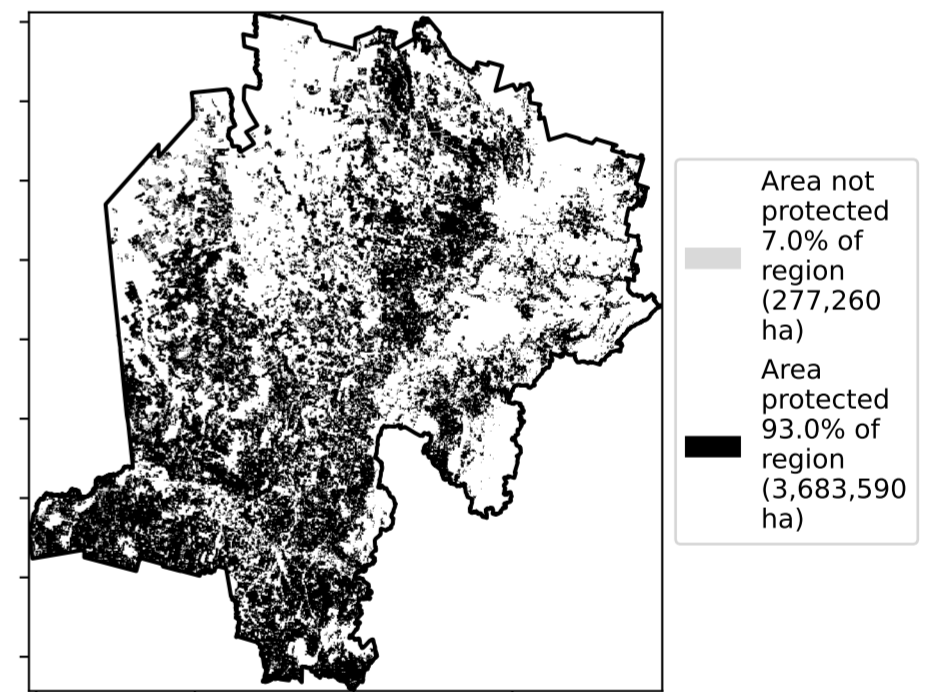 Area not
protected
7.0% of
region
(277,260
ha)
Area
protected
93.0% of
region
(3,683,590
ha)